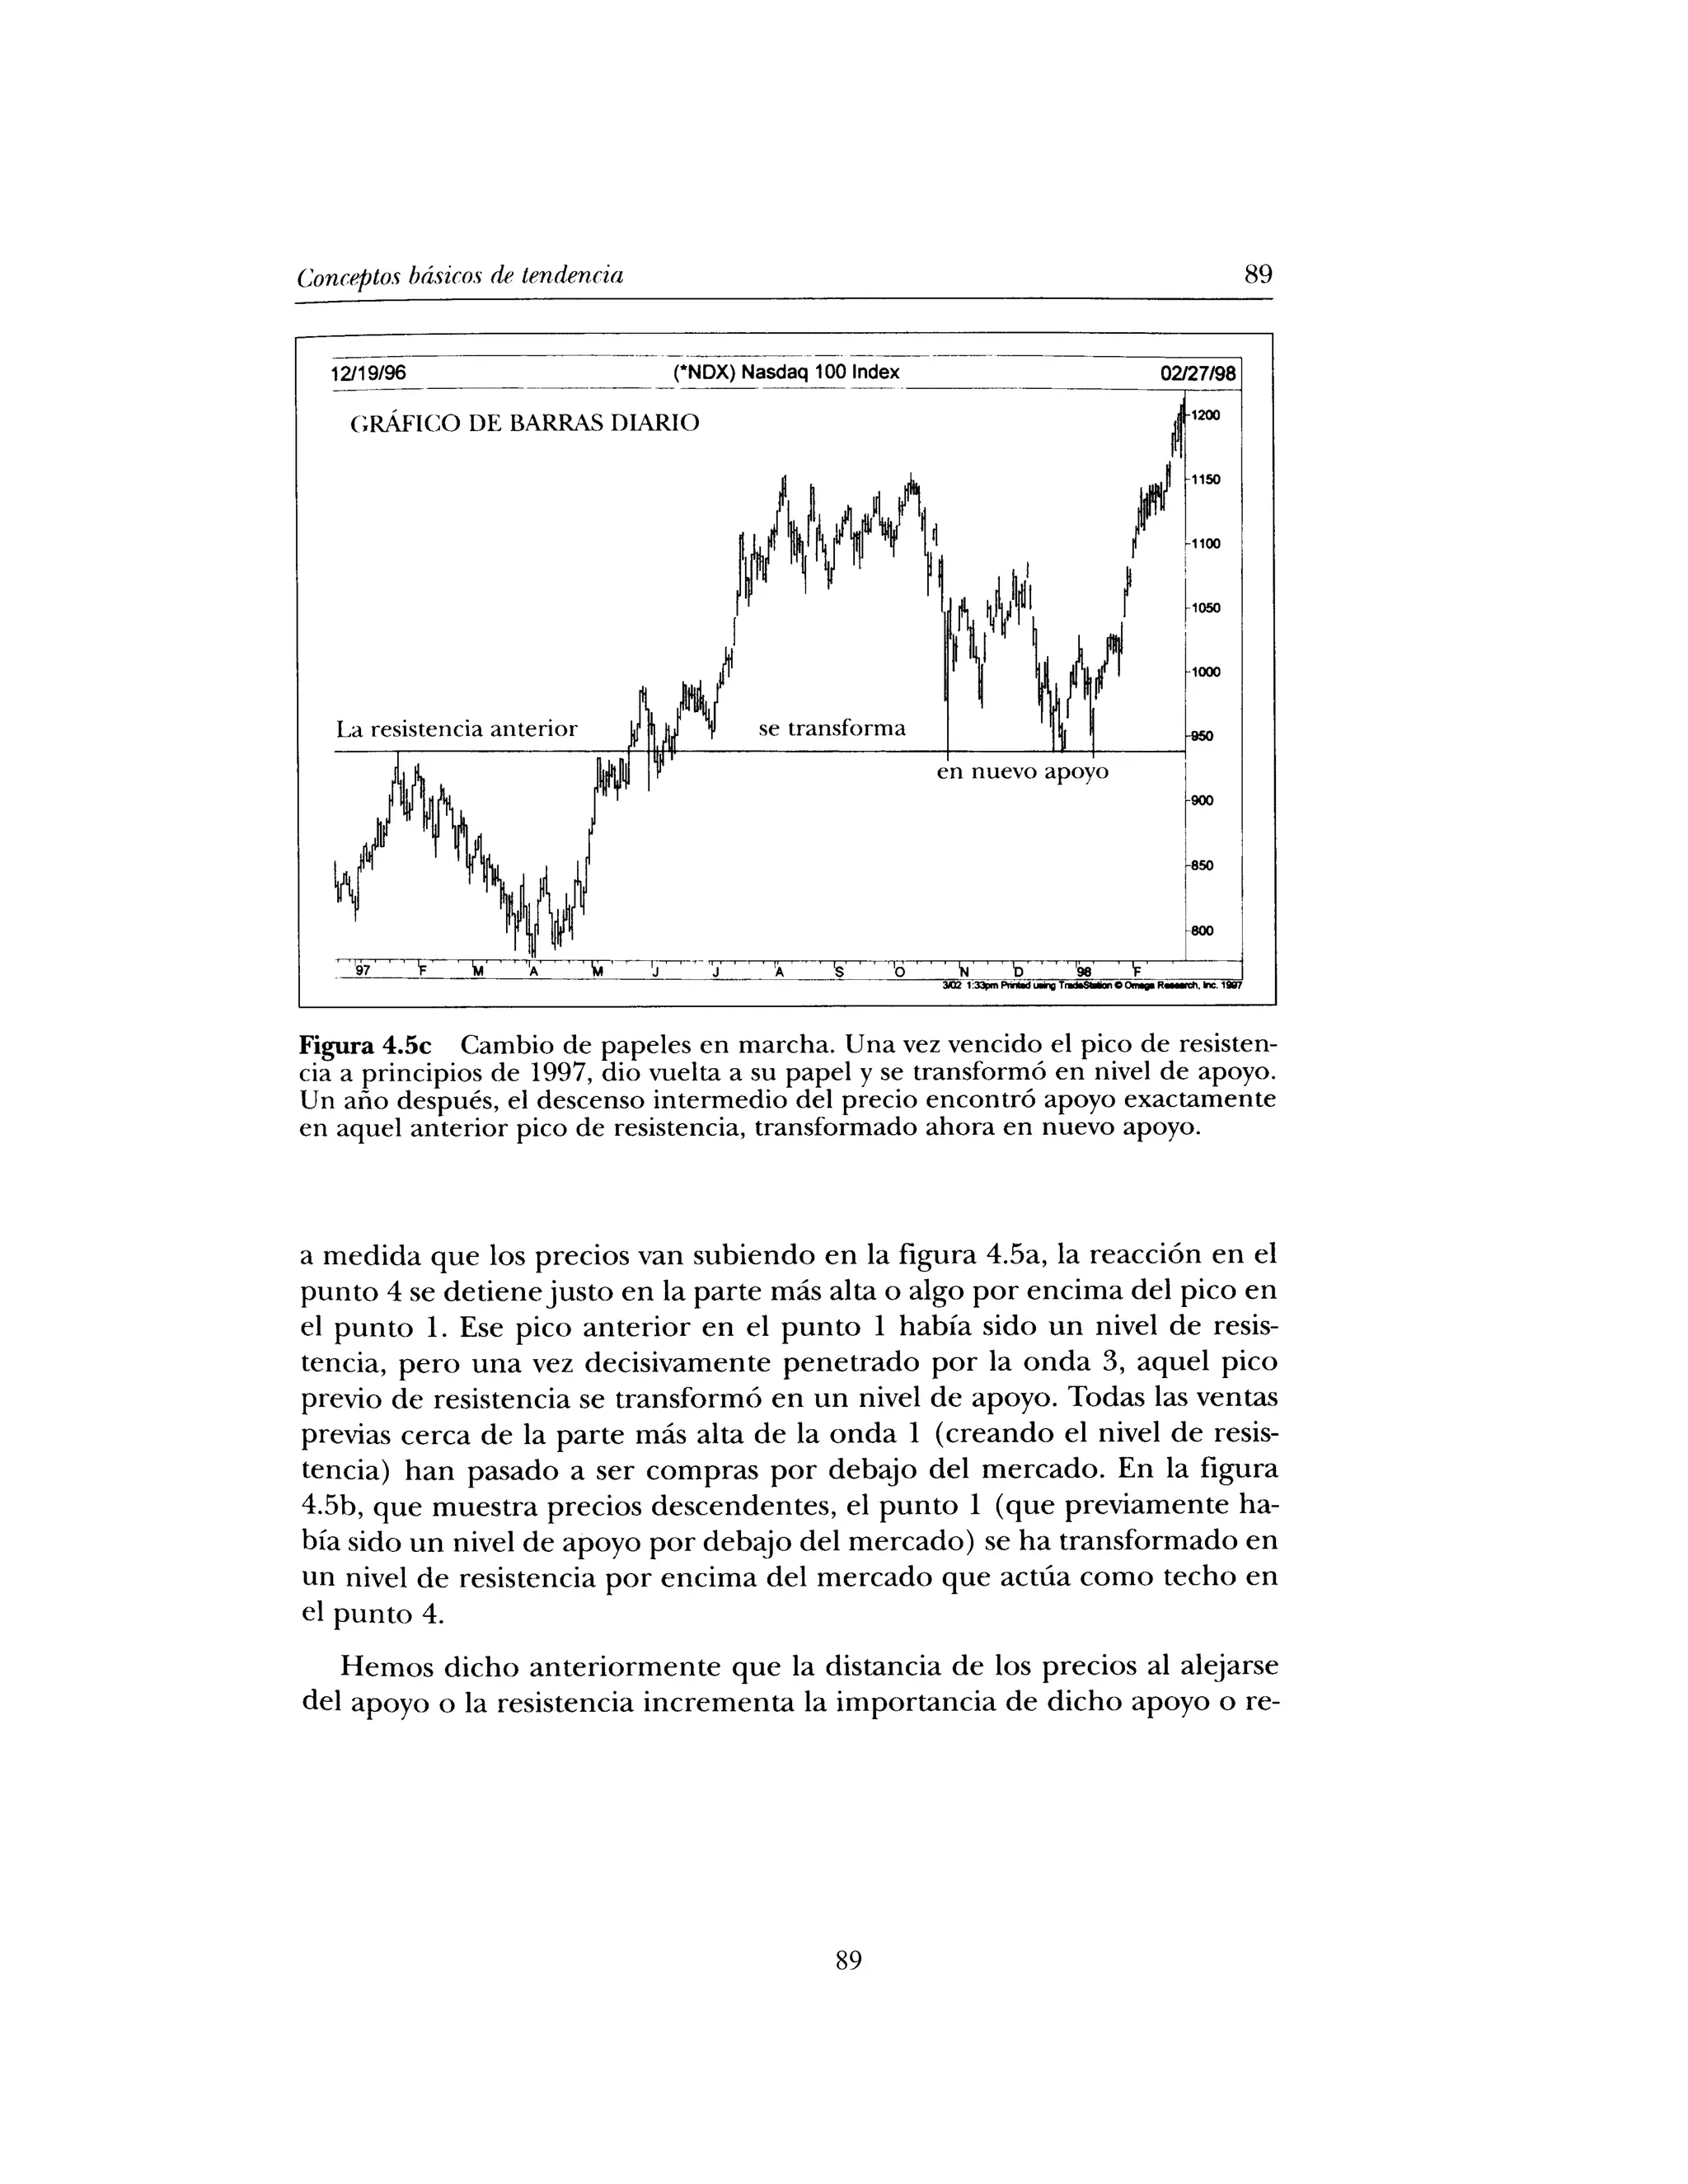 Conceptos básicos de tendencia 89
12/19/96 (*NDX) Nasdaq 100 Index 02/27/98
GRÁFICO DE BARRAS DIARIO
1200
1150
1100
1050
1000
La resistencia anterior se transforma
950
en nuevo apoyo
900
850
800
97 F M A M J J A S O N D 98 F
3/02 1:33pm Printed using TradeStation © Omega Research, Inc. 1997
Figura 4.5c Cambio de papeles en marcha. Una vez vencido el pico de resisten-
cia a principios de 1997, dio vuelta a su papel y se transformó en nivel de apoyo.
Un año después, el descenso intermedio del precio encontró apoyo exactamente
en aquel anterior pico de resistencia, transformado ahora en nuevo apoyo.
a medida que los precios van subiendo en la figura 4.5a, la reacción en el
punto 4 se detiene justo en la parte más alta o algo por encima del pico en
el punto 1. Ese pico anterior en el punto 1 había sido un nivel de resis-
tencia, pero una vez decisivamente penetrado por la onda 3, aquel pico
previo de resistencia se transformó en un nivel de apoyo. Todas las ventas
previas cerca de la parte más alta de la onda 1 (creando el nivel de resis-
tencia) han pasado a ser compras por debajo del mercado. En la figura
4.5b, que muestra precios descendentes, el punto 1 (que previamente ha-
bía sido un nivel de apoyo por debajo del mercado) se ha transformado en
un nivel de resistencia por encima del mercado que actúa como techo en
el punto 4.
Hemos dicho anteriormente que la distancia de los precios al alejarse
del apoyo o la resistencia incrementa la importancia de dicho apoyo o re-
89